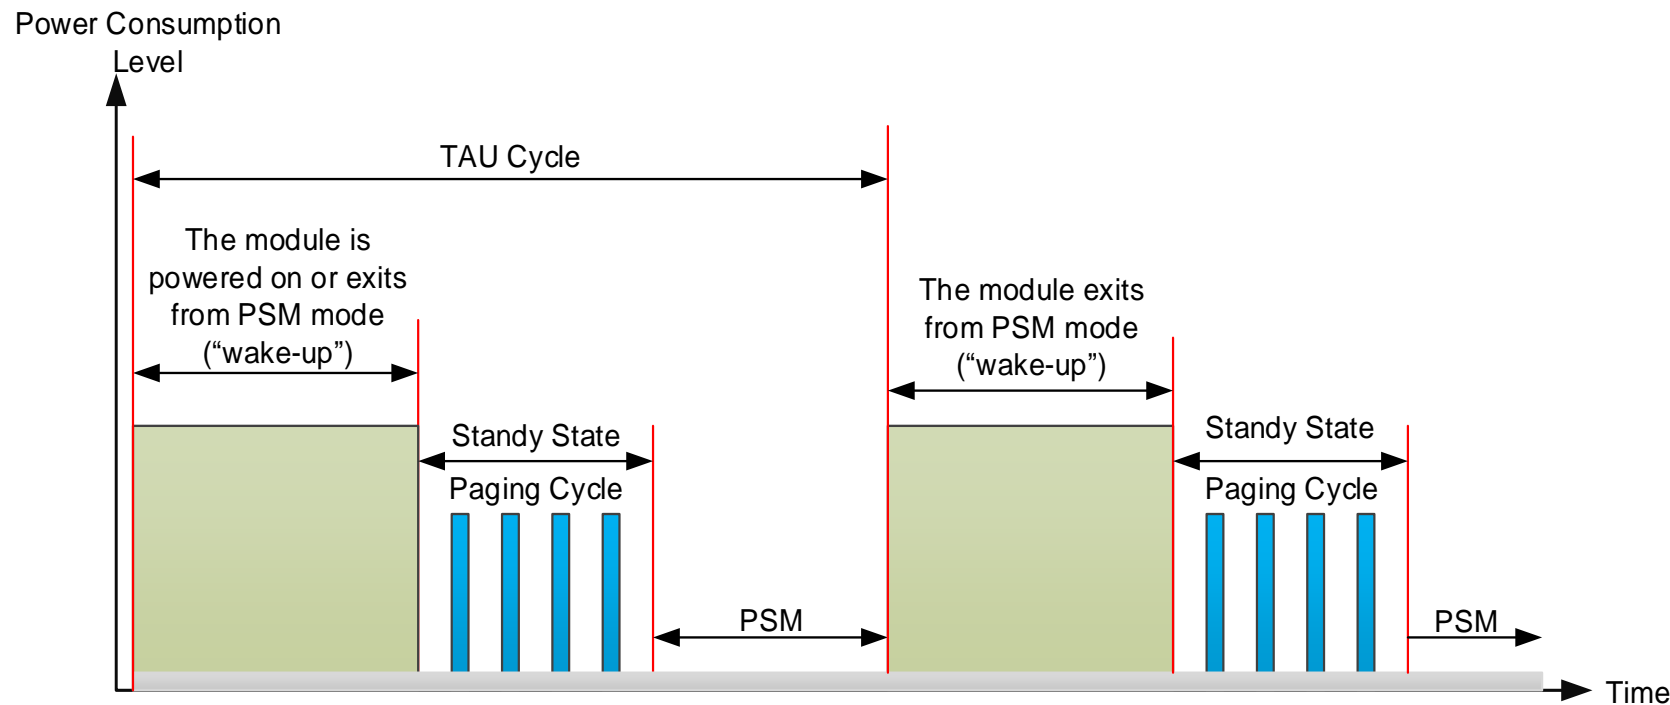 Power Consumption
Level
TAU Cycle
The module is
powered on or exits
from PSM mode
(“wake-up”)
The module exits
from PSM mode
(“wake-up”)
Standy State
Paging Cycle
PSM
Standy State
Paging Cycle
PSM
Time